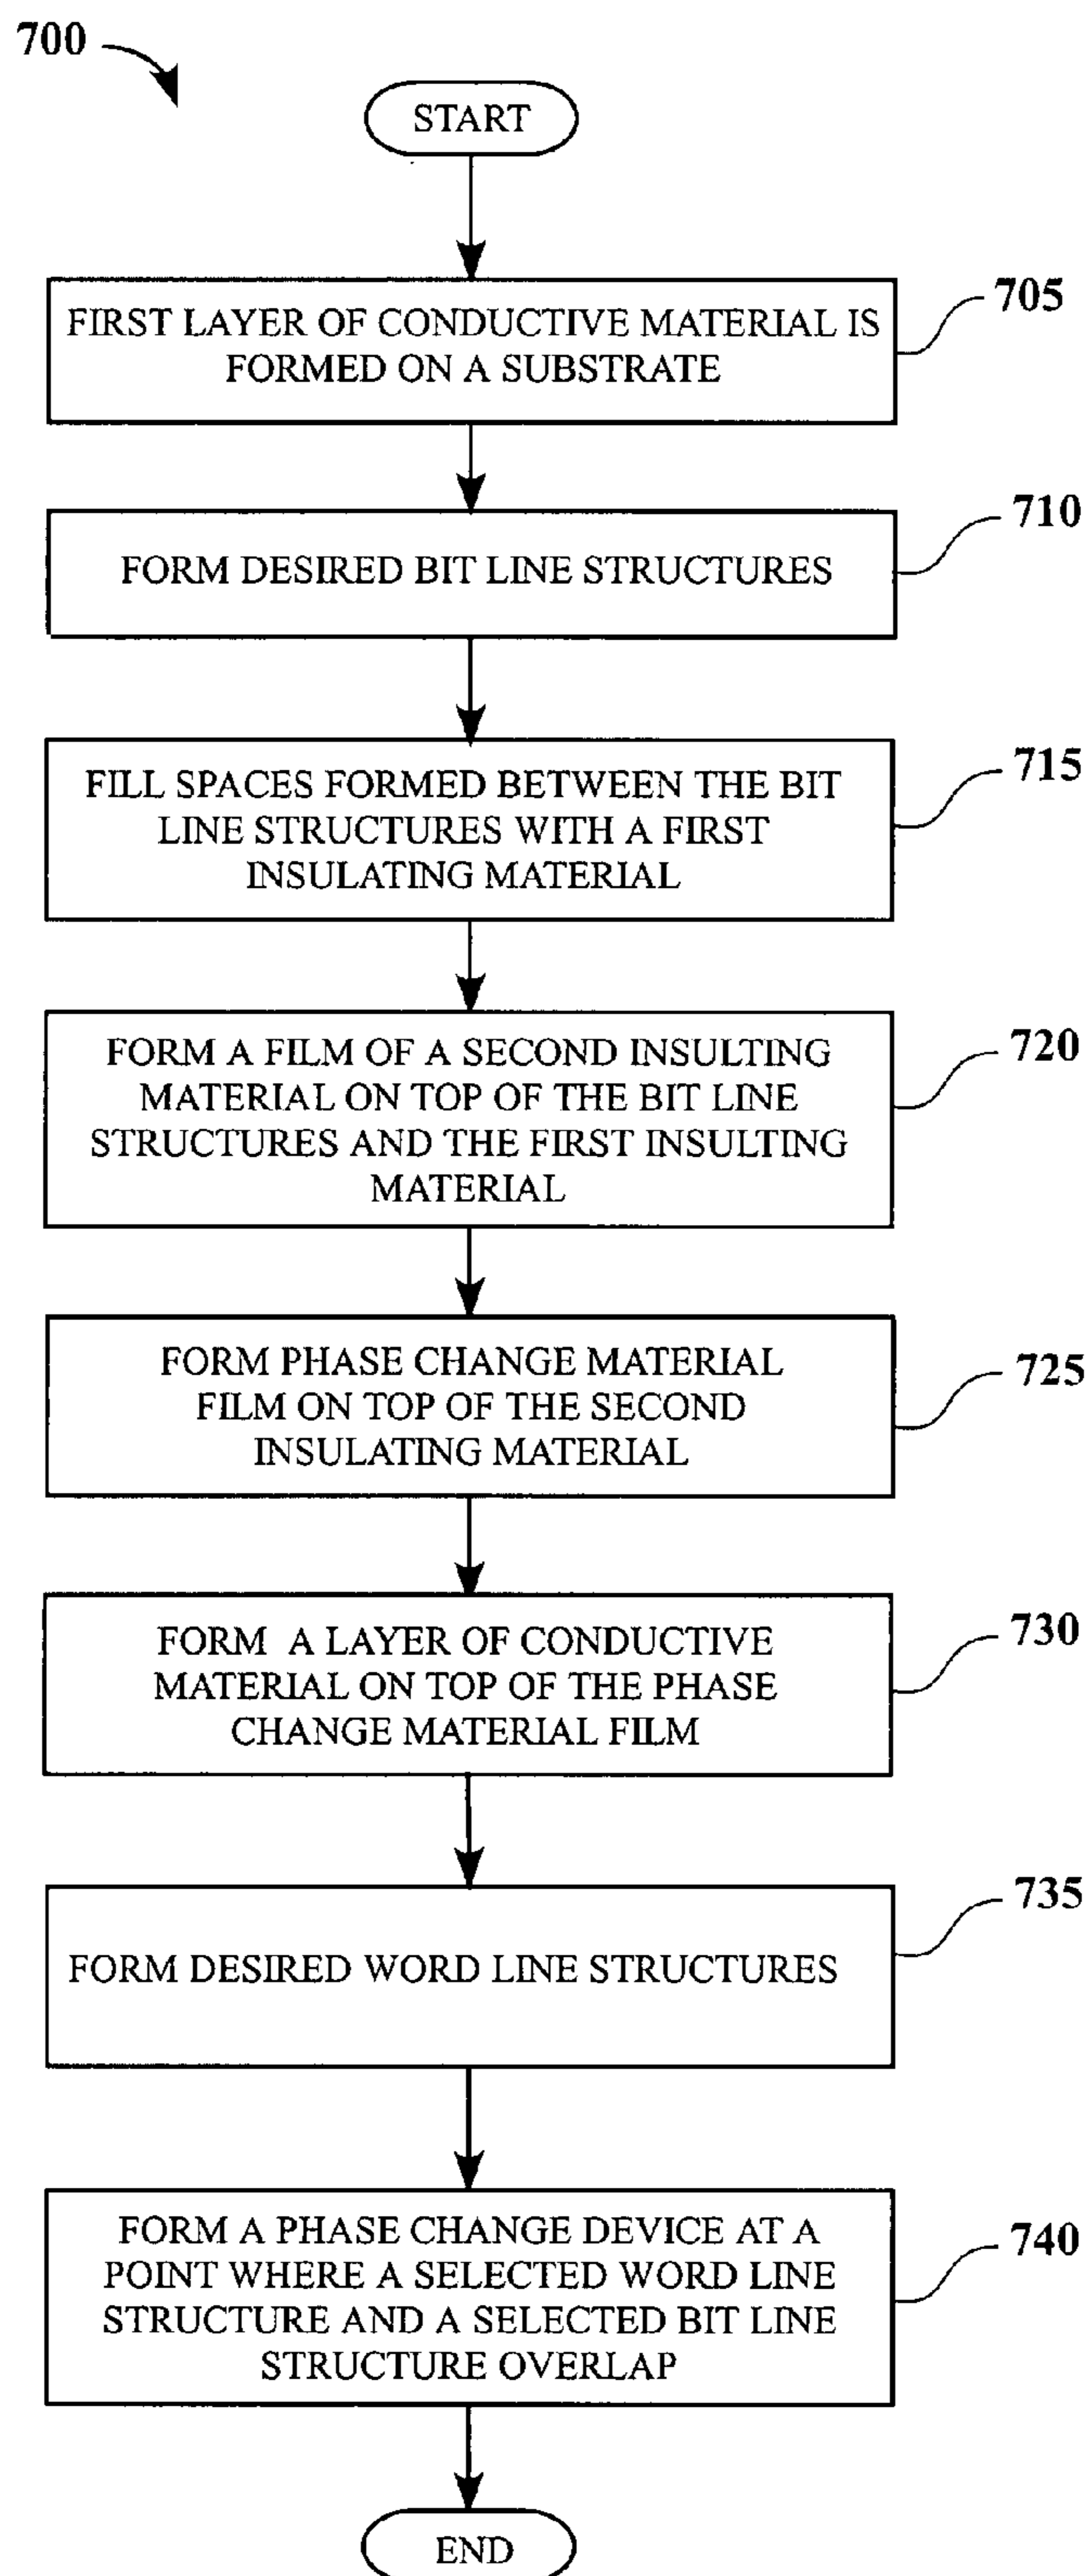 700
START
FIRST LAYER OF CONDUCTIVE MATERIAL IS
FORMED ON A SUBSTRATE
705
FORM DESIRED BIT LINE STRUCTURES
710
FILL SPACES FORMED BETWEEN THE BIT
LINE STRUCTURES WITH A FIRST
INSULATING MATERIAL
715
FORM A FILM OF A SECOND INSULTING
MATERIAL ON TOP OF THE BIT LINE
STRUCTURES AND THE FIRST INSULTING
MATERIAL
720
FORM PHASE CHANGE MATERIAL
FILM ON TOP OF THE SECOND
INSULATING MATERIAL
725
FORM A LAYER OF CONDUCTIVE
MATERIAL ON TOP OF THE PHASE
CHANGE MATERIAL FILM
730
FORM DESIRED WORD LINE STRUCTURES
735
FORM A PHASE CHANGE DEVICE AT A
POINT WHERE A SELECTED WORD LINE
STRUCTURE AND A SELECTED BIT LINE
STRUCTURE OVERLAP
740
END